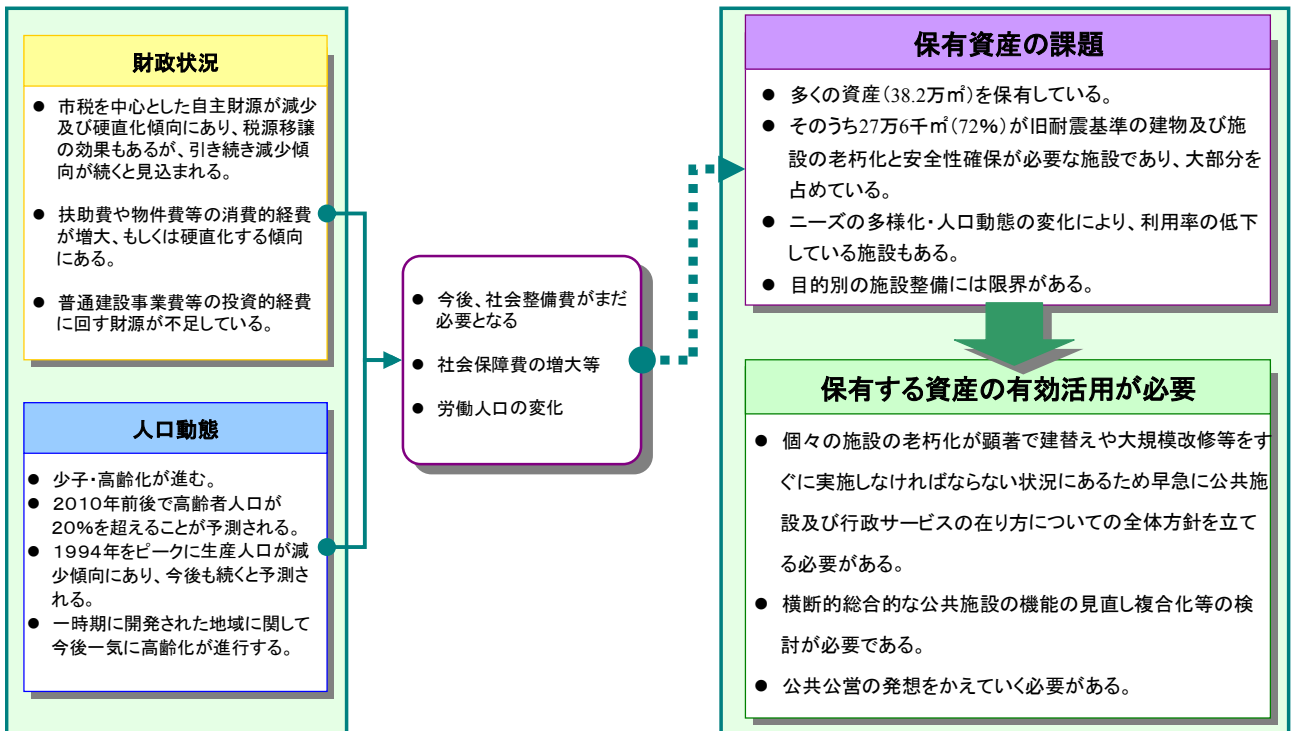 財政状況
● 市税を中心とした自主財源が減少
及び硬直化傾向にあり、税源移譲
の効果もあるが、引き続き減少傾
向が続くと見込まれる。
● 扶助費や物件費等の消費的経費
が増大、もしくは硬直化する傾向
にある。
● 普通建設事業費等の投資的経費
に回す財源が不足している。
人口動態
● 少子・高齢化が進む。
● 2010年前後で高齢者人口が
20%を超えることが予測される。
● 1994年をピークに生産人口が減
少傾向にあり、今後も続くと予測さ
れる。
● 一時期に開発された地域に関して
今後一気に高齢化が進行する。
● 今後、社会整備費がまだ
必要となる
● 社会保障費の増大等
● 労働人口の変化
保有資産の課題
● 多くの資産(38.2万㎡)を保有している。
● そのうち27万6千㎡(72%)が旧耐震基準の建物及び施
設の老朽化と安全性確保が必要な施設であり、大部分を
占めている。
● ニーズの多様化・人口動態の変化により、利用率の低下
している施設もある。
● 目的別の施設整備には限界がある。
保有する資産の有効活用が必要
● 個々の施設の老朽化が顕著で建替えや大規模改修等をす
ぐに実施しなければならない状況にあるため早急に公共施
設及び行政サービスの在り方についての全体方針を立て
る必要がある。
● 横断的総合的な公共施設の機能の見直し複合化等の検
討が必要である。
● 公共公営の発想をかえていく必要がある。